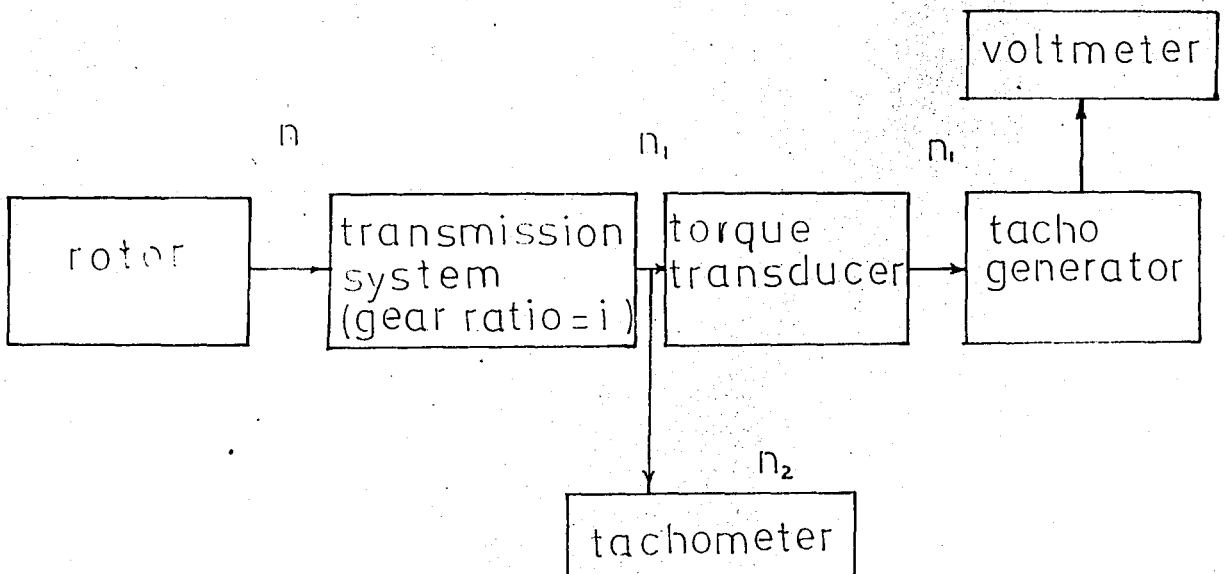 voltmeter
n
n₁
n₁
rotor
transmission
system
(gear ratio = i)
torque
transducer
tacho
generator
n₂
tachometer